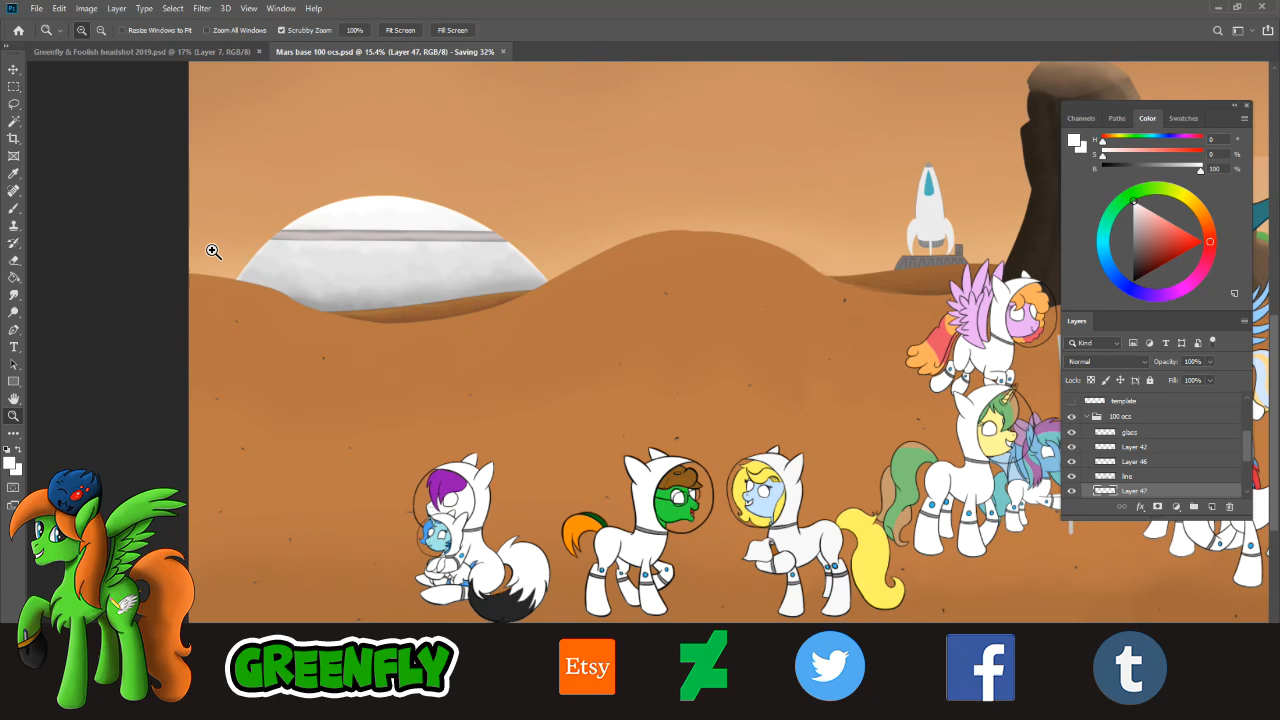 Ps File Edit Image Layer Type Select Filter 3D View Window Help
Resize Windows to Fit Zoom All Windows Scrubby Zoom 100% Fit Screen Fill Screen
Greenfly & Foolish headshot 2019.psd @ 17% (Layer 7, RGB/8) × Mars base 100 ocs.psd @ 15.4% (Layer 47, RGB/8) - Saving 32% ×
Channels Paths Color Swatches
H 0 °
S 0 %
B 100 %
Layers
Kind
Normal Opacity: 100%
Lock: Fill: 100%
template
100 ocs
glass
Layer 42
Layer 46
line
Layer 47
fx
GREENFLY Etsy f t